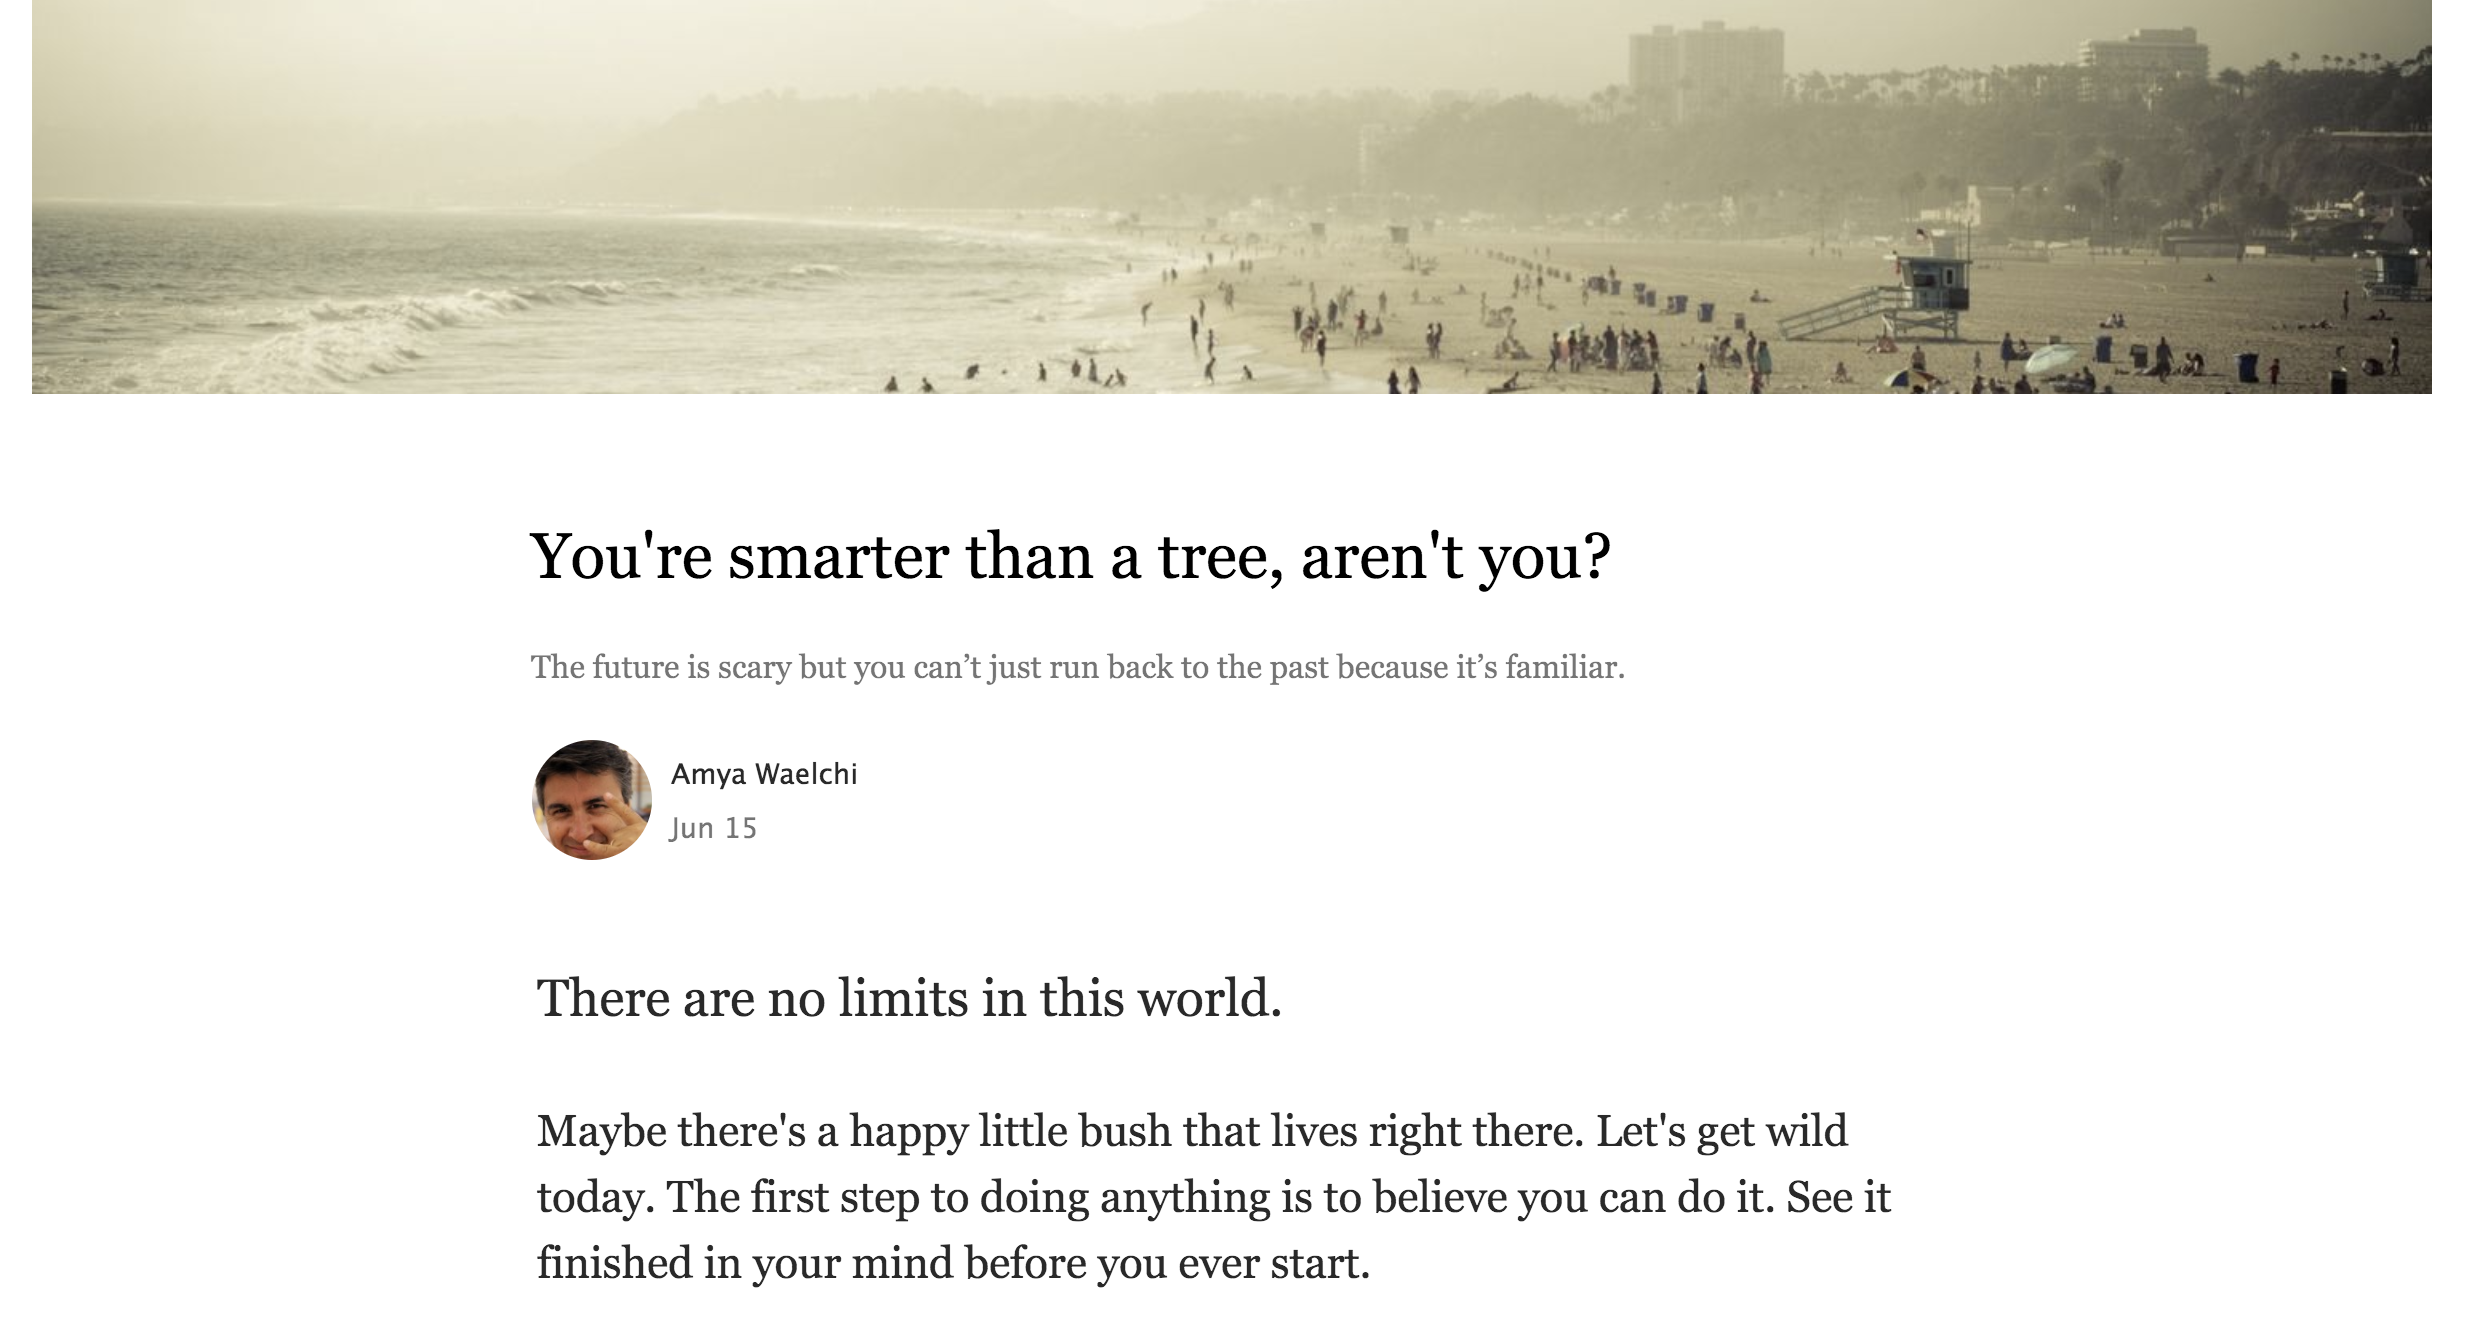 You're smarter than a tree, aren't you?
The future is scary but you can’t just run back to the past because it’s familiar.
Amya Waelchi
Jun 15
There are no limits in this world.
Maybe there's a happy little bush that lives right there. Let's get wild
today. The first step to doing anything is to believe you can do it. See it
finished in your mind before you ever start.